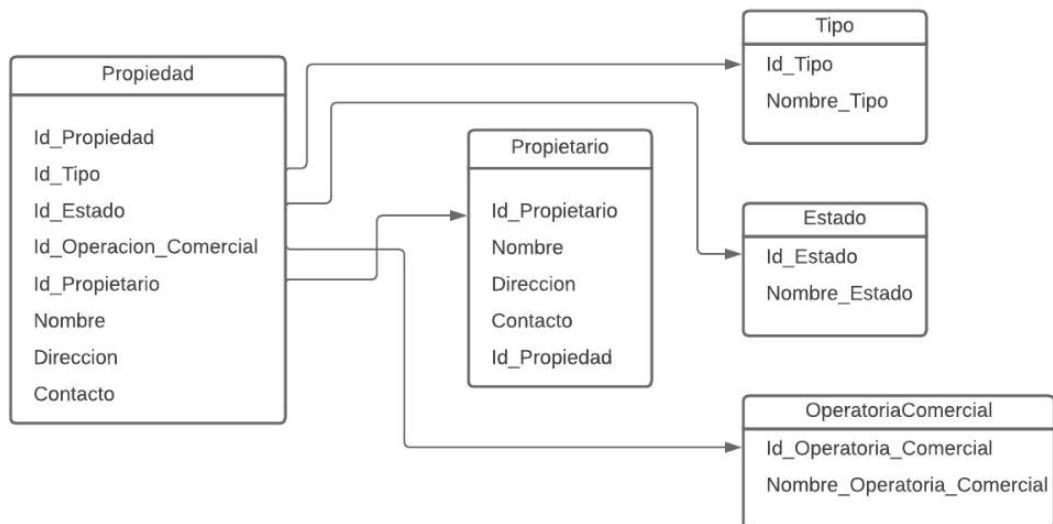 Propiedad
Id_Propiedad
Id_Tipo
Id_Estado
Id_Operacion_Comercial
Id_Propietario
Nombre
Direccion
Contacto
Propietario
Id_Propietario
Nombre
Direccion
Contacto
Id_Propiedad
Tipo
Id_Tipo
Nombre_Tipo
Estado
Id_Estado
Nombre_Estado
OperatoriaComercial
Id_Operatoria_Comercial
Nombre_Operatoria_Comercial